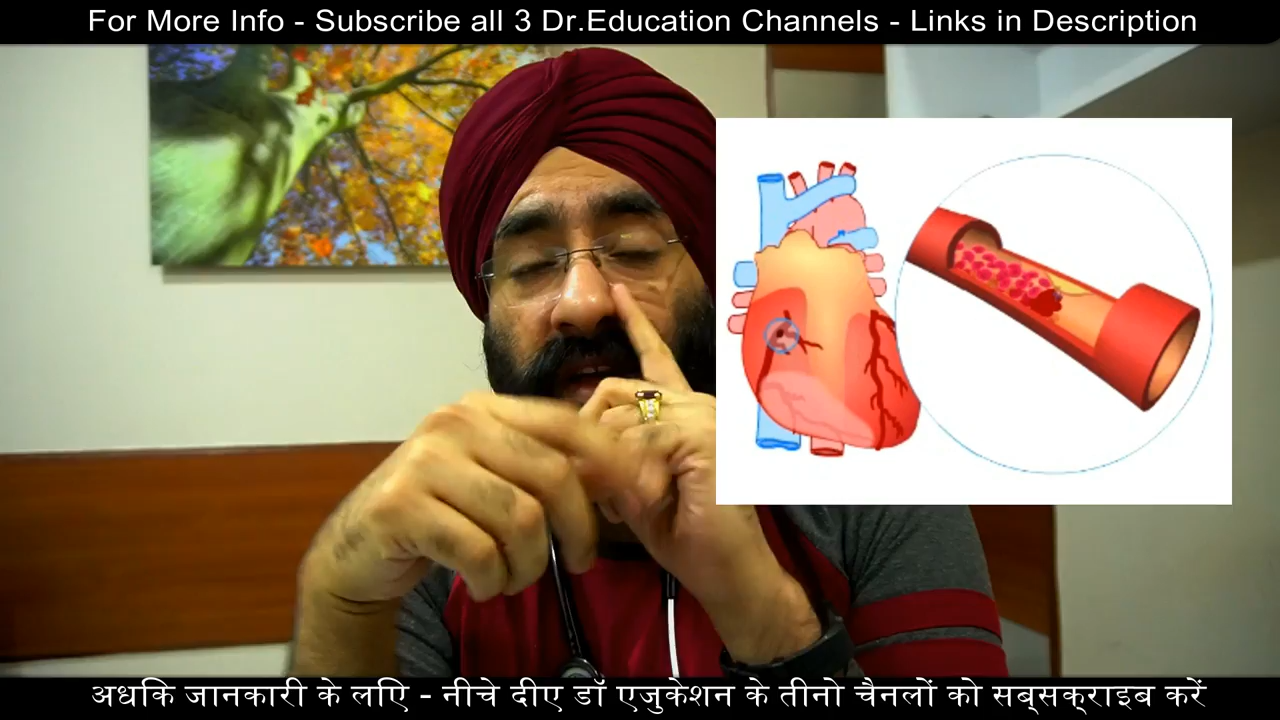 For More Info - Subscribe all 3 Dr.Education Channels - Links in Description
अधकि जानकारी के लिए - नीचे दीए डॉ एजुकेशन के तीनो चैनलों को सब्सक्राइब करें